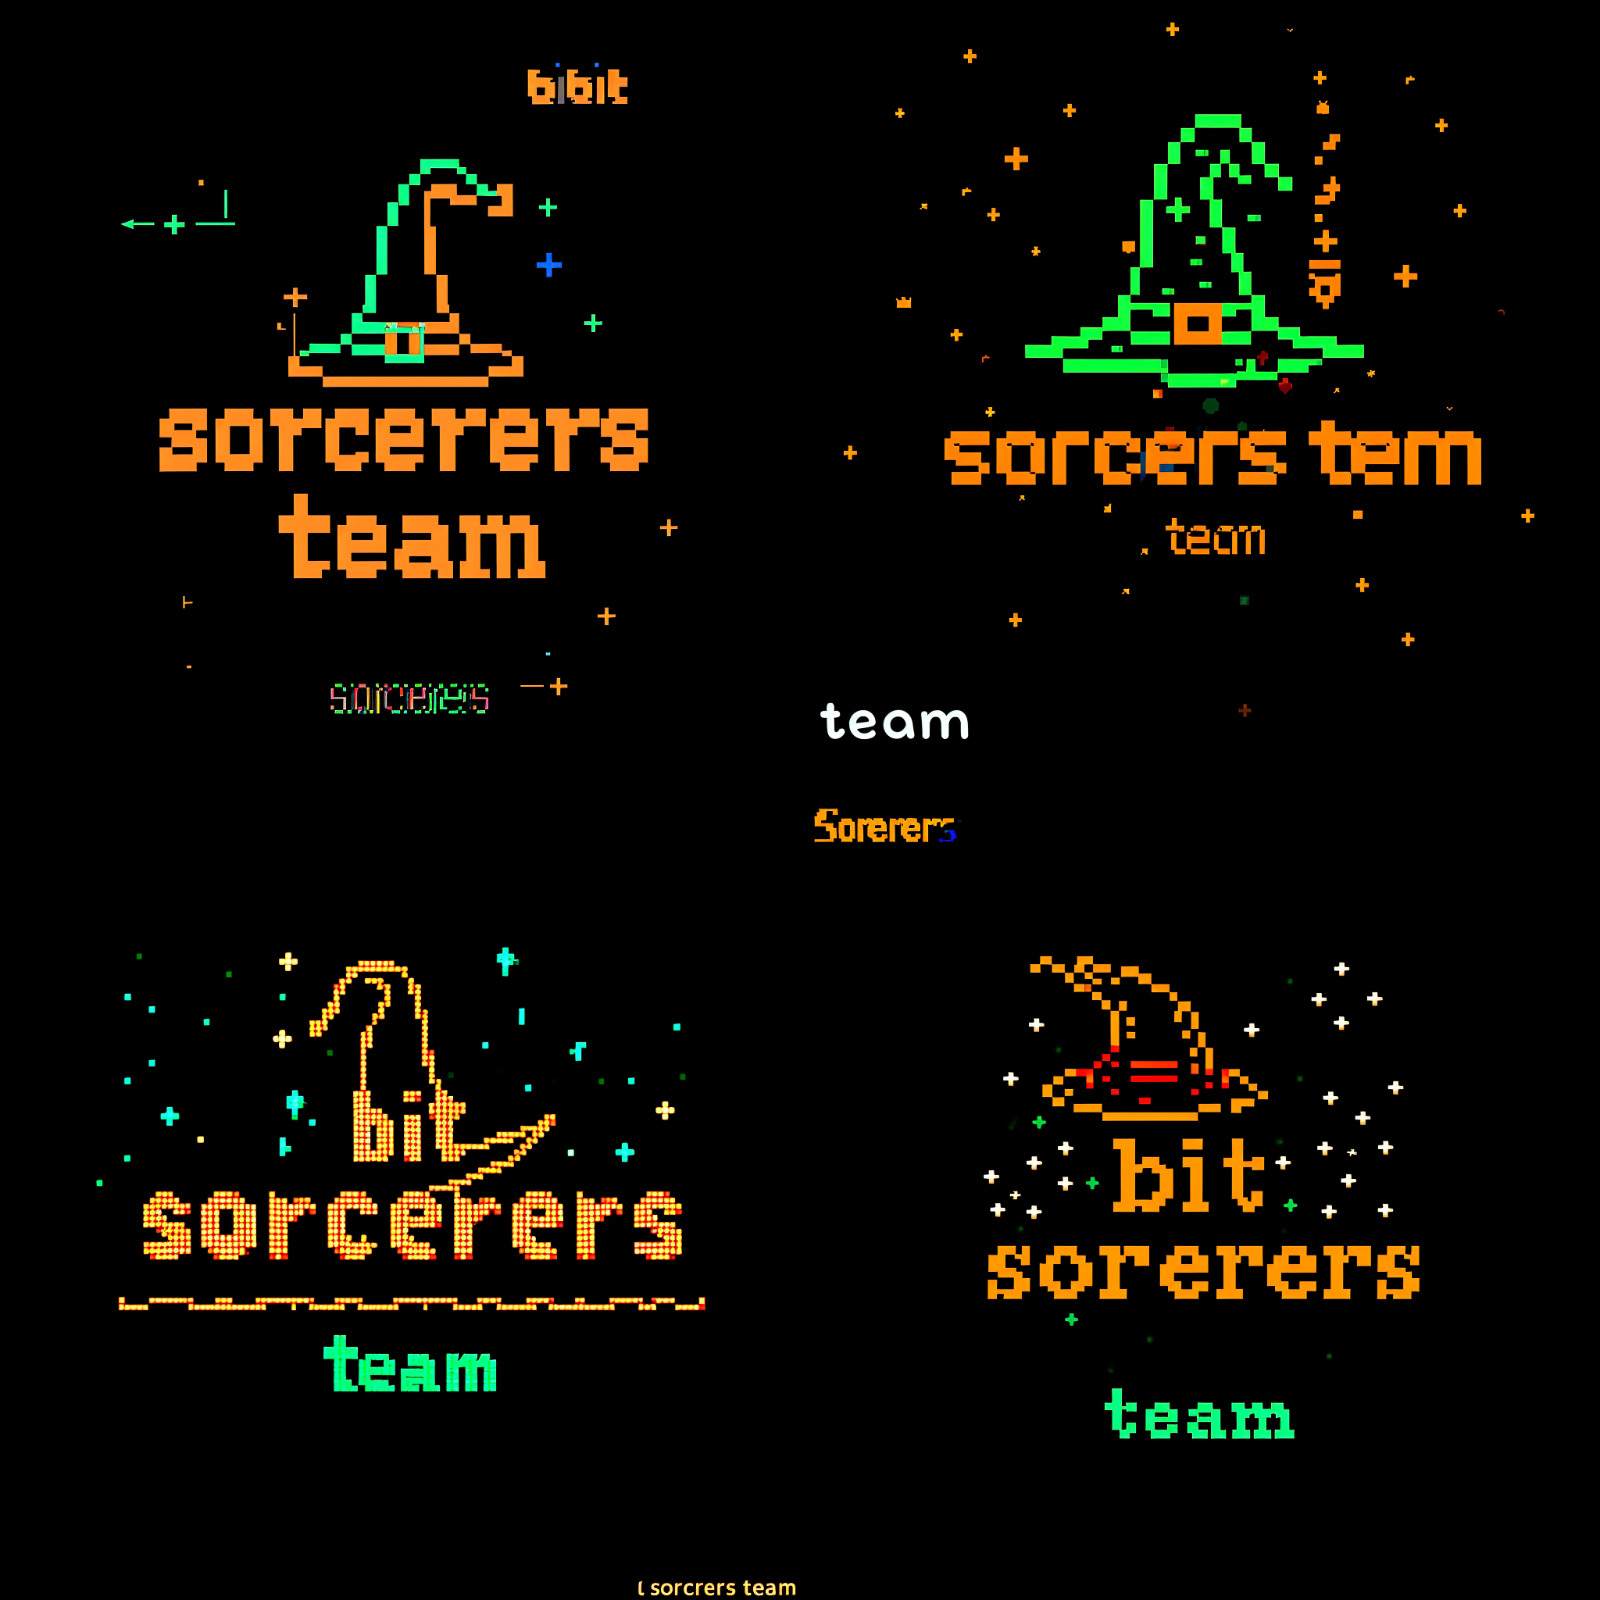 bibit
sorcerers
team
sorceres
sorcers tem
team
team
Sorerers
bit
sorcerers
team
bit
sorerers
team
t sorcrers team